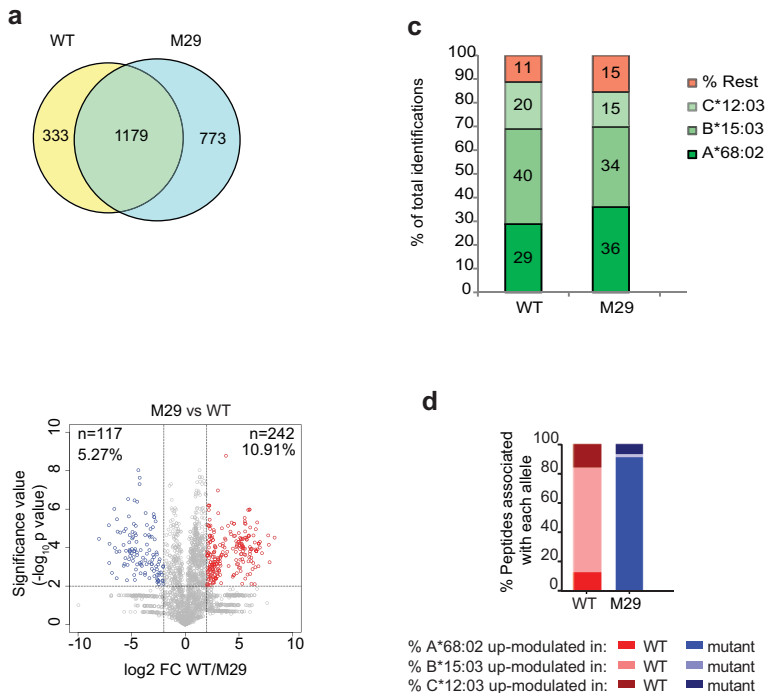 a
WT
M29
333
1179
773
c
% of total identifications
100
90
80
70
60
50
40
30
20
10
0
11
20
40
29
15
15
34
36
WT
M29
% Rest
C*12:03
B*15:03
A*68:02
M29 vs WT
n=117
5.27%
n=242
10.91%
Significance value
(-log10 p value)
10
8
6
4
2
0
-10
-5
0
5
10
log2 FC WT/M29
d
% Peptides associated
with each allele
100
80
60
40
20
0
WT
M29
% A*68:02 up-modulated in: WT mutant
% B*15:03 up-modulated in: WT mutant
% C*12:03 up-modulated in: WT mutant